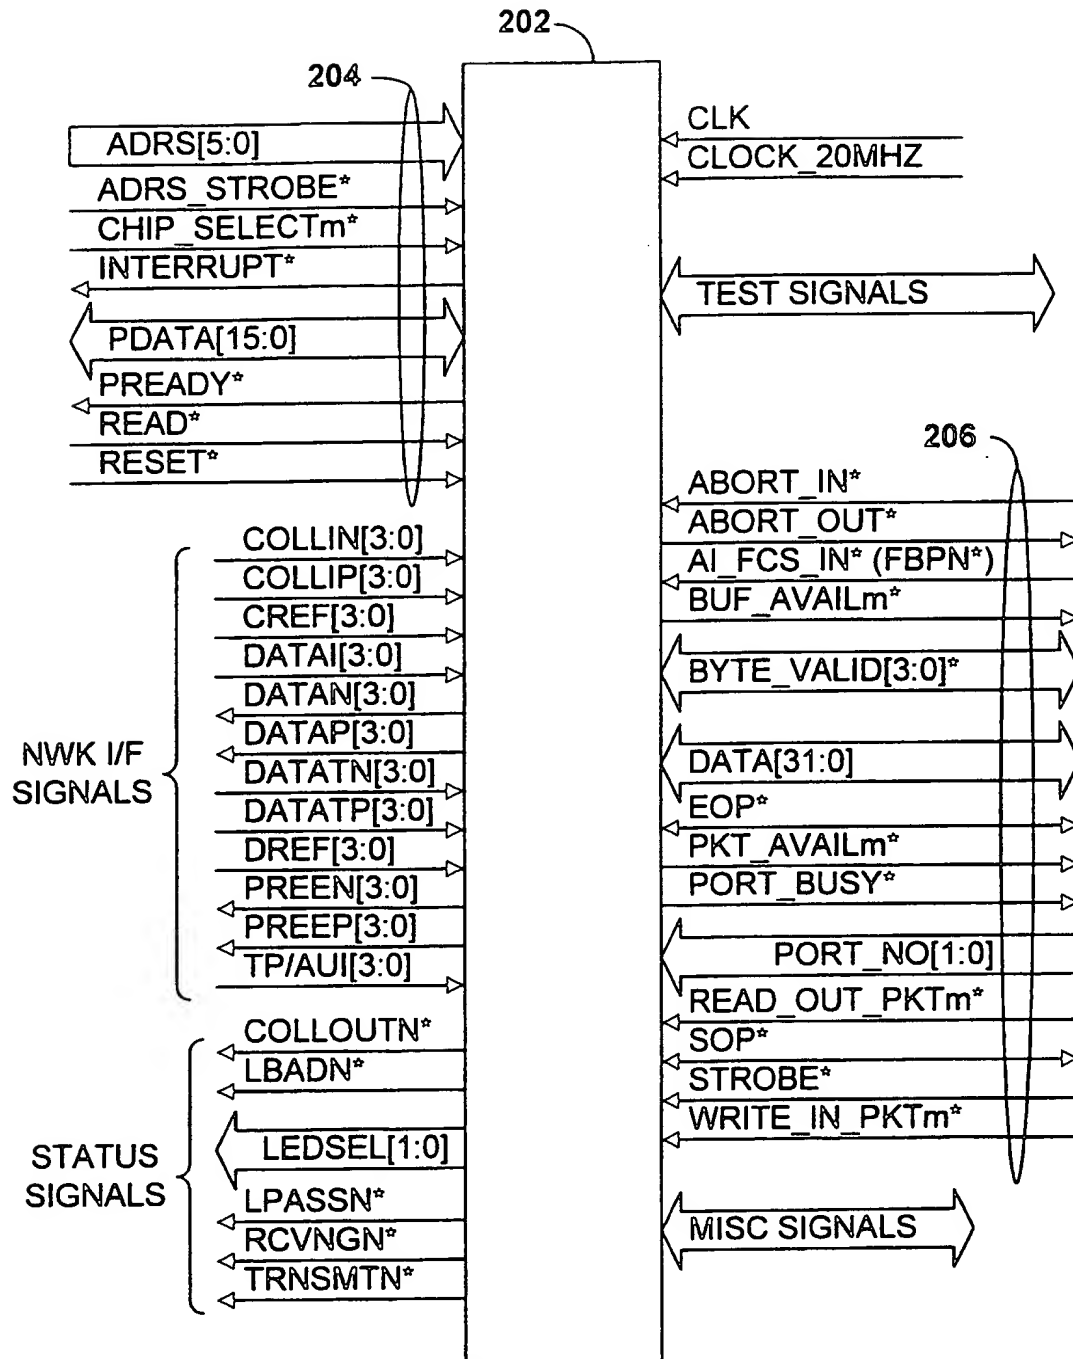 202
204
ADRS[5:0]
ADRS_STROBE*
CHIP_SELECTm*
INTERRUPT*
PDATA[15:0]
PREADY*
READ*
RESET*
COLLIN[3:0]
COLLIP[3:0]
CREF[3:0]
DATAI[3:0]
DATAN[3:0]
DATAP[3:0]
DATATN[3:0]
DATATP[3:0]
DREF[3:0]
PREEN[3:0]
PREEP[3:0]
TP/AUI[3:0]
NWK I/F
SIGNALS
COLLOUTN*
LBADN*
LEDSEL[1:0]
LPASSN*
RCVNGN*
TRNSMTN*
STATUS
SIGNALS
CLK
CLOCK_20MHZ
TEST SIGNALS
206
ABORT_IN*
ABORT_OUT*
AI_FCS_IN* (FBPN*)
BUF_AVAILm*
BYTE_VALID[3:0]*
DATA[31:0]
EOP*
PKT_AVAILm*
PORT_BUSY*
PORT_NO[1:0]
READ_OUT_PKTm*
SOP*
STROBE*
WRITE_IN_PKTm*
MISC SIGNALS